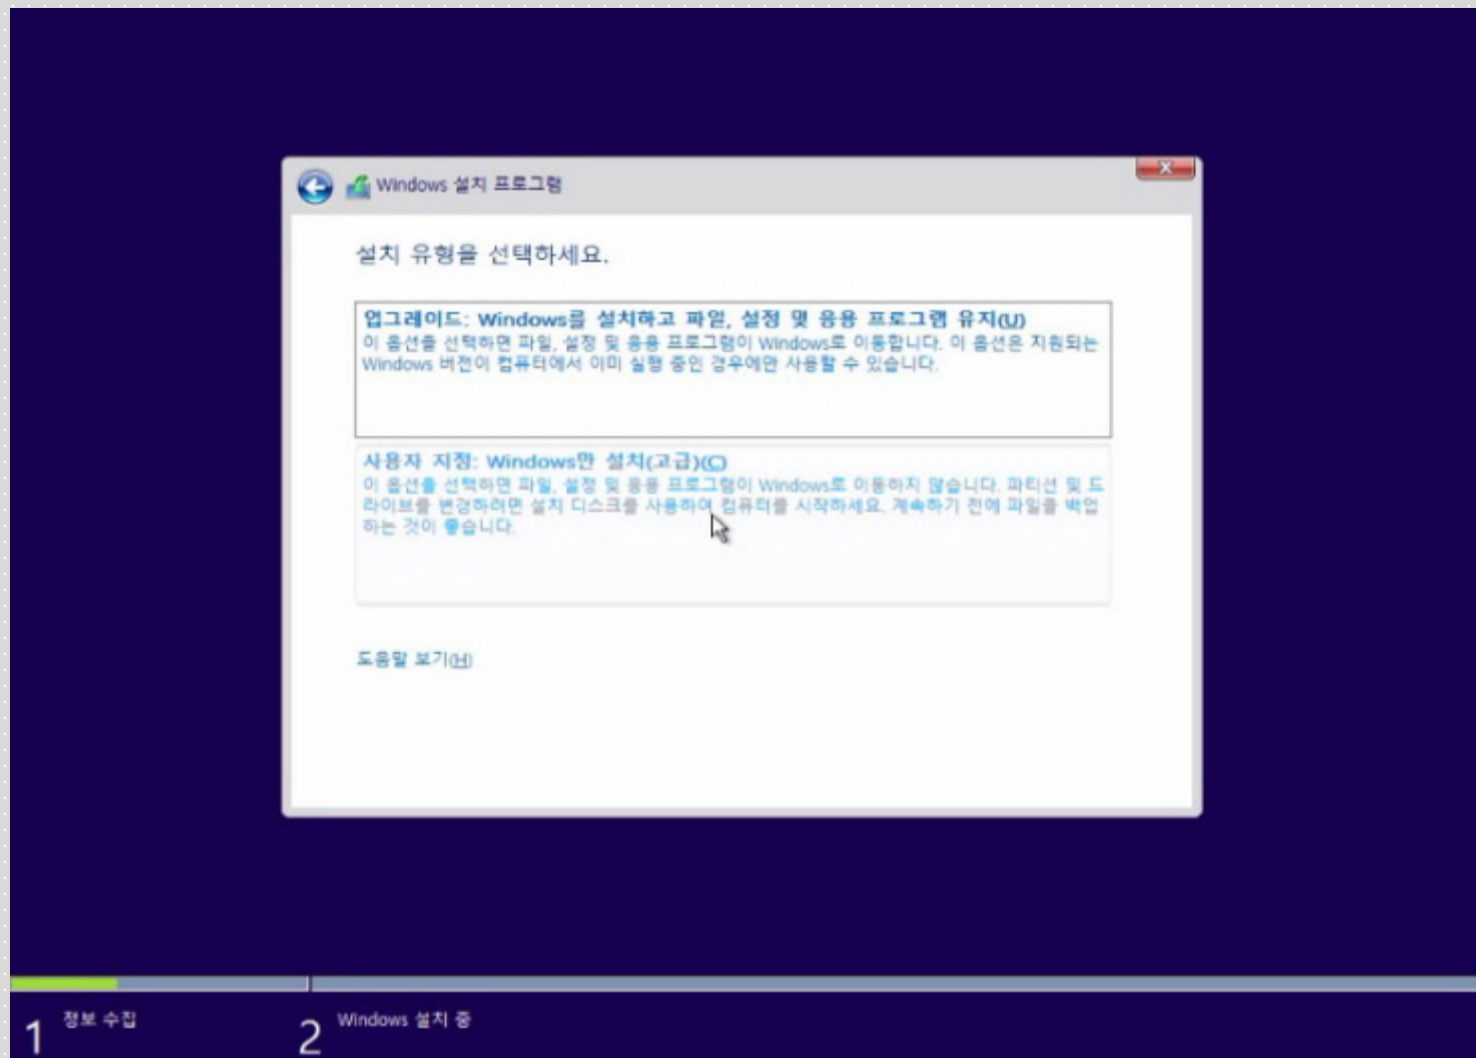 Windows 설치 프로그램
설치 유형을 선택하세요.
업그레이드: Windows를 설치하고 파일, 설정 및 응용 프로그램 유지(U)
이 옵션을 선택하면 파일, 설정 및 응용 프로그램이 Windows로 이동합니다. 이 옵션은 지원되는
Windows 버전이 컴퓨터에서 이미 실행 중인 경우에만 사용할 수 있습니다.
사용자 지정: Windows만 설치(고급)(C)
이 옵션을 선택하면 파일, 설정 및 응용 프로그램이 Windows로 이동하지 않습니다. 파티션 및 드
라이브를 변경하려면 설치 디스크를 사용하여 컴퓨터를 시작하세요. 계속하기 전에 파일을 백업
하는 것이 좋습니다.
도움말 보기(H)
1 정보 수집
2 Windows 설치 중